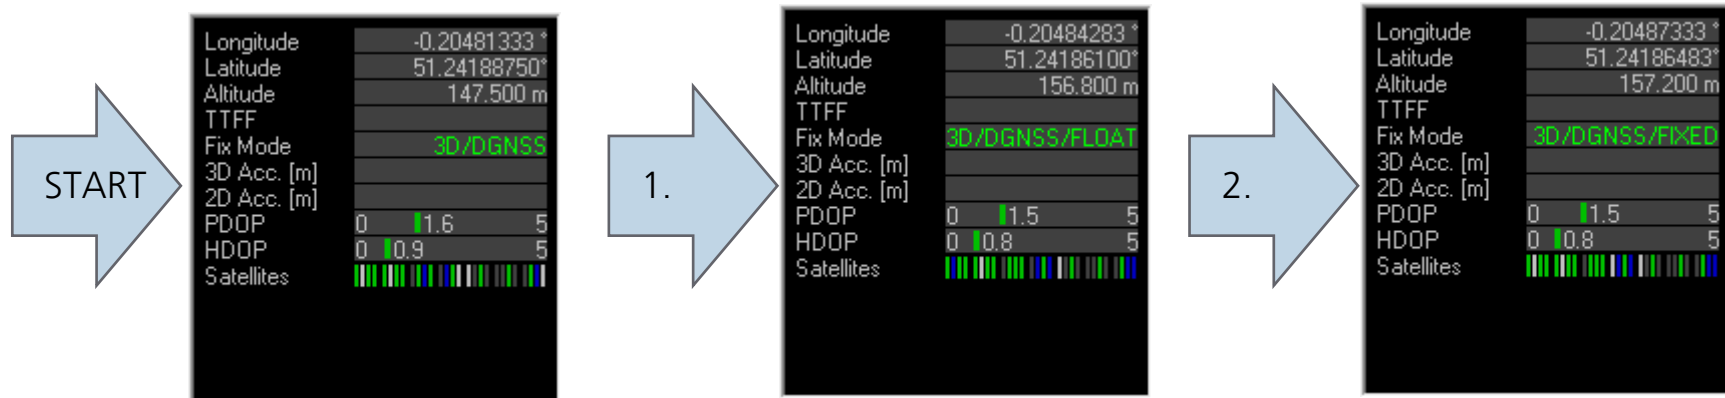 START
Longitude -0.20481333 °
Latitude 51.24188750°
Altitude 147.500 m
TTFF
Fix Mode 3D/DGNSS
3D Acc. [m]
2D Acc. [m]
PDOP 0 1.6 5
HDOP 0 0.9 5
Satellites
1.
Longitude -0.20484283 °
Latitude 51.24186100°
Altitude 156.800 m
TTFF
Fix Mode 3D/DGNSS/FLOAT
3D Acc. [m]
2D Acc. [m]
PDOP 0 1.5 5
HDOP 0 0.8 5
Satellites
2.
Longitude -0.20487333 °
Latitude 51.24186483°
Altitude 157.200 m
TTFF
Fix Mode 3D/DGNSS/FIXED
3D Acc. [m]
2D Acc. [m]
PDOP 0 1.5 5
HDOP 0 0.8 5
Satellites